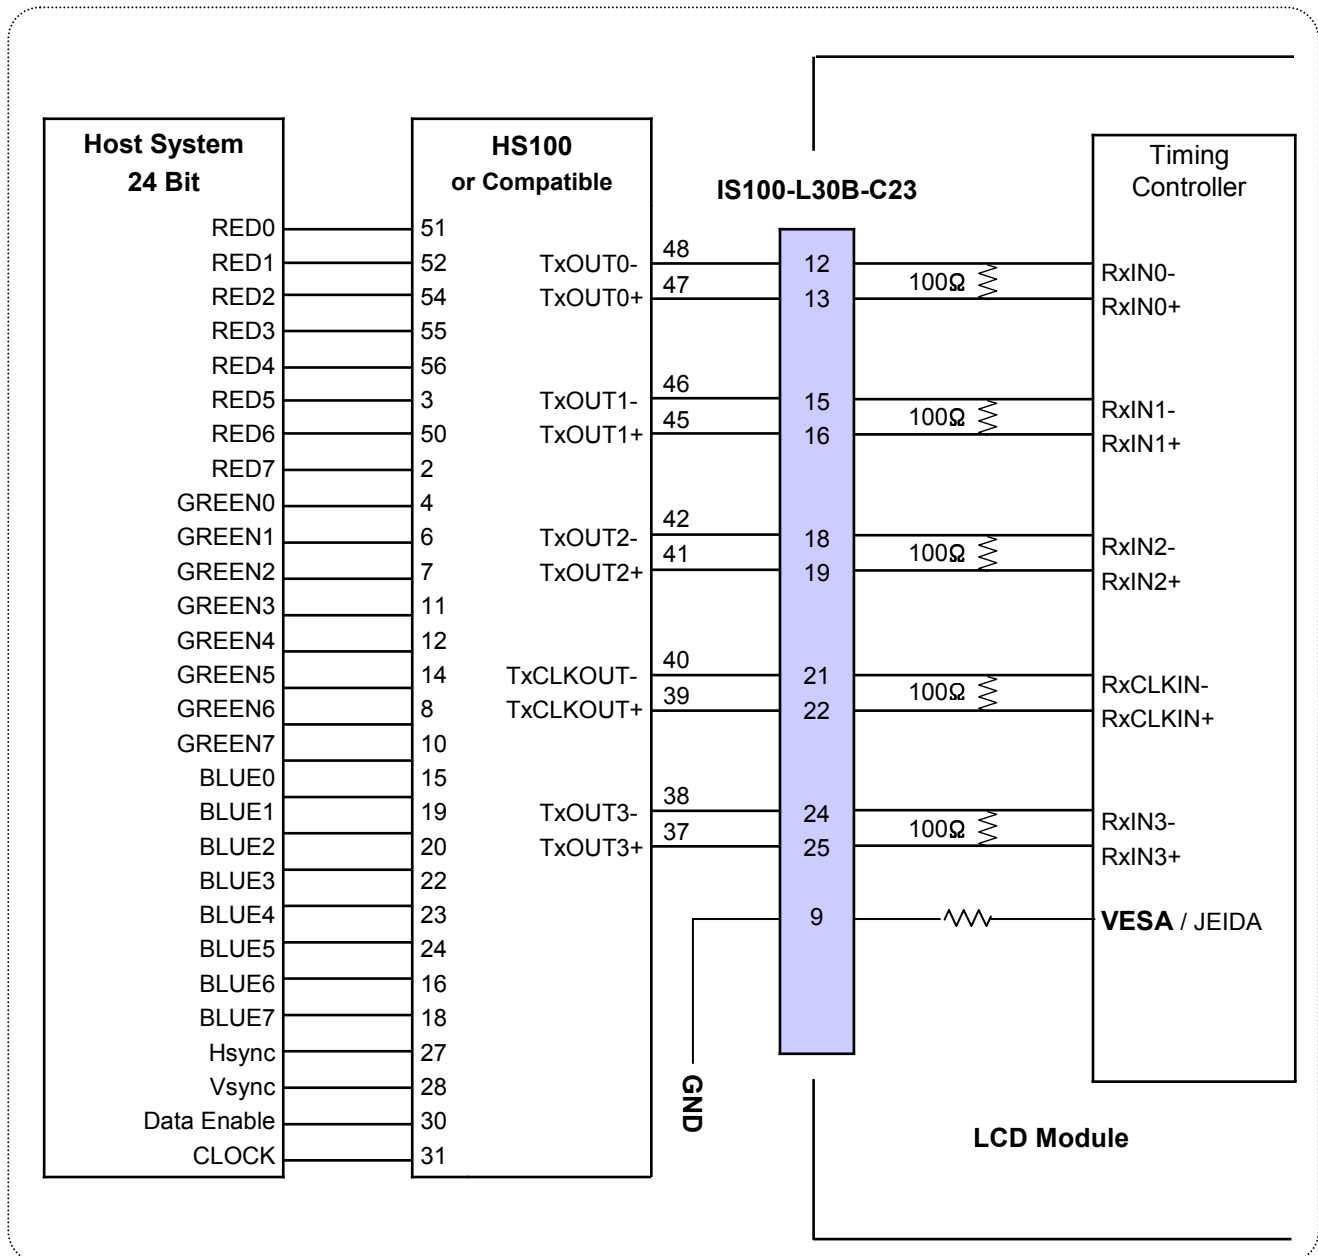 Host System
24 Bit
RED0
RED1
RED2
RED3
RED4
RED5
RED6
RED7
GREEN0
GREEN1
GREEN2
GREEN3
GREEN4
GREEN5
GREEN6
GREEN7
BLUE0
BLUE1
BLUE2
BLUE3
BLUE4
BLUE5
BLUE6
BLUE7
Hsync
Vsync
Data Enable
CLOCK
HS100
or Compatible
51
52
54
55
56
3
50
2
4
6
7
11
12
14
8
10
15
19
20
22
23
24
16
18
27
28
30
31
TxOUT0-
TxOUT0+
TxOUT1-
TxOUT1+
TxOUT2-
TxOUT2+
TxCLKOUT-
TxCLKOUT+
TxOUT3-
TxOUT3+
48
47
46
45
42
41
40
39
38
37
GND
IS100-L30B-C23
12
13
15
16
18
19
21
22
24
25
9
100Ω
100Ω
100Ω
100Ω
100Ω
Timing
Controller
RxIN0-
RxIN0+
RxIN1-
RxIN1+
RxIN2-
RxIN2+
RxCLKIN-
RxCLKIN+
RxIN3-
RxIN3+
VESA / JEIDA
LCD Module